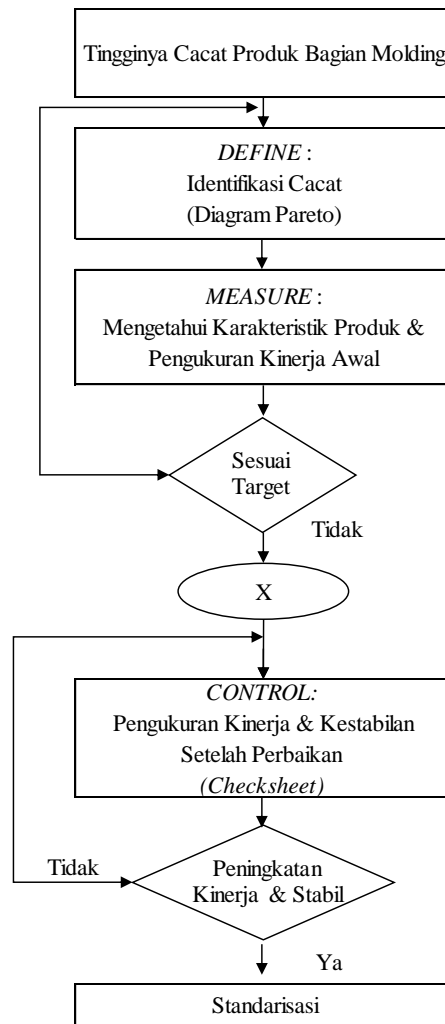 Tingginya Cacat Produk Bagian Molding
DEFINE :
Identifikasi Cacat
(Diagram Pareto)
MEASURE :
Mengetahui Karakteristik Produk &
Pengukuran Kinerja Awal
Sesuai
Target
Tidak
X
CONTROL:
Pengukuran Kinerja & Kestabilan
Setelah Perbaikan
(Checksheet)
Tidak
Peningkatan
Kinerja & Stabil
Ya
Standarisasi